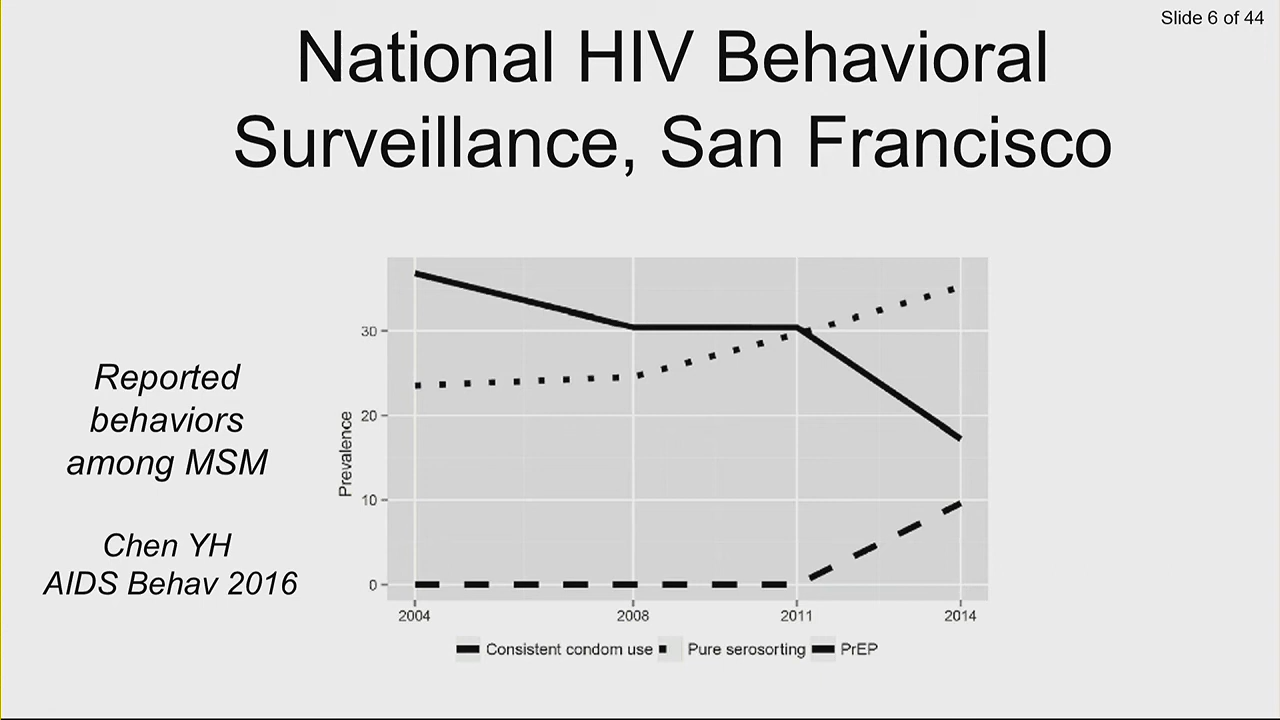 Slide 6 of 44
National HIV Behavioral
Surveillance, San Francisco
Reported
behaviors
among MSM
Chen YH
AIDS Behav 2016
Prevalence
30
20
10
0
2004 2008 2011 2014
Consistent condom use Pure serosorting PrEP